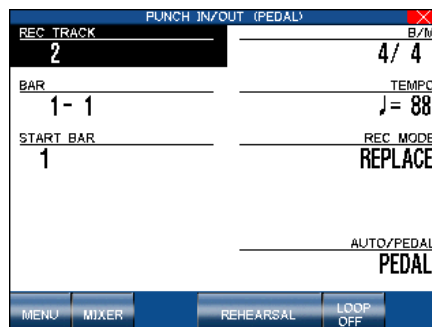 PUNCH IN/OUT (PEDAL)
REC TRACK
2
B/M
4/ 4
BAR
1- 1
TEMPO
♩= 88
START BAR
1
REC MODE
REPLACE
AUTO/PEDAL
PEDAL
MENU MIXER REHEARSAL LOOP
OFF